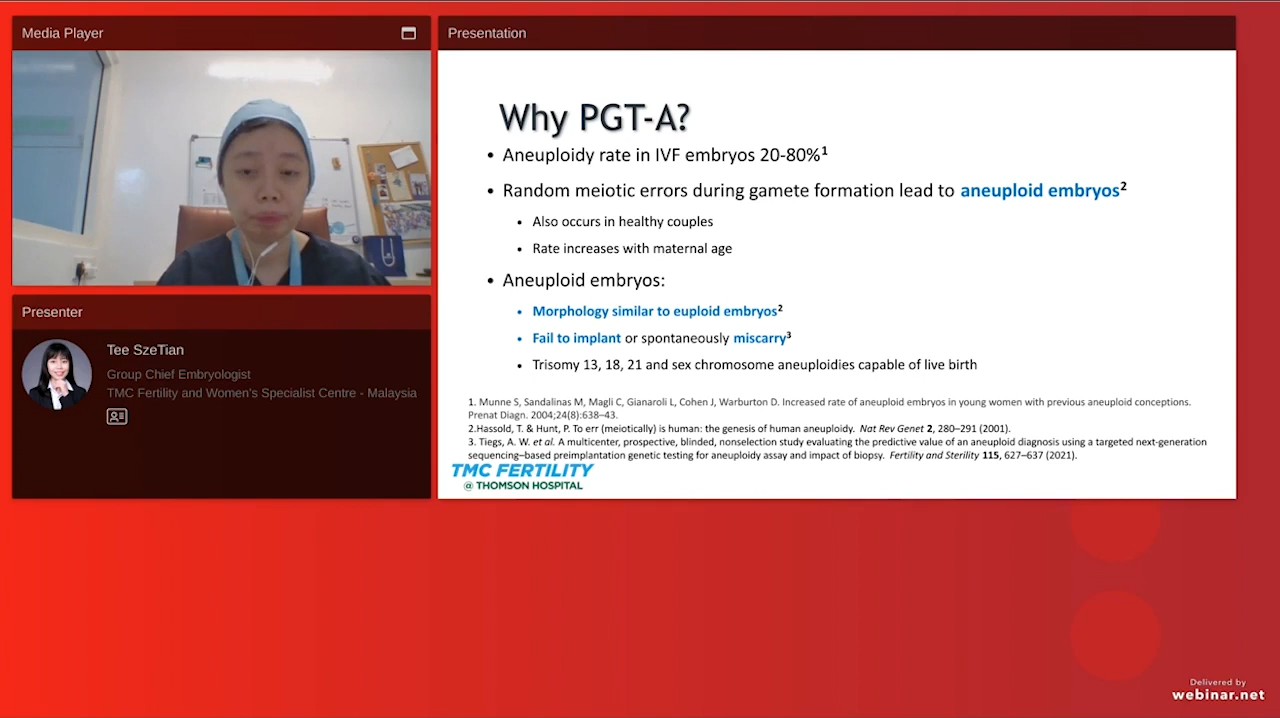 Media Player
Presentation
Why PGT-A?
• Aneuploidy rate in IVF embryos 20-80%1
• Random meiotic errors during gamete formation lead to aneuploid embryos2
• Also occurs in healthy couples
• Rate increases with maternal age
• Aneuploid embryos:
• Morphology similar to euploid embryos2
• Fail to implant or spontaneously miscarry3
• Trisomy 13, 18, 21 and sex chromosome aneuploidies capable of live birth
1. Munne S, Sandalinas M, Magli C, Gianaroli L, Cohen J, Warburton D. Increased rate of aneuploid embryos in young women with previous aneuploid conceptions.
Prenat Diagn. 2004;24(8):638–43.
2.Hassold, T. & Hunt, P. To err (meiotically) is human: the genesis of human aneuploidy. Nat Rev Genet 2, 280–291 (2001).
3. Tiegs, A. W. et al. A multicenter, prospective, blinded, nonselection study evaluating the predictive value of an aneuploid diagnosis using a targeted next-generation
sequencing–based preimplantation genetic testing for aneuploidy assay and impact of biopsy. Fertility and Sterility 115, 627–637 (2021).
TMC FERTILITY
@ THOMSON HOSPITAL
Presenter
Tee SzeTian
Group Chief Embryologist
TMC Fertility and Women's Specialist Centre - Malaysia
Delivered by
webinar.net